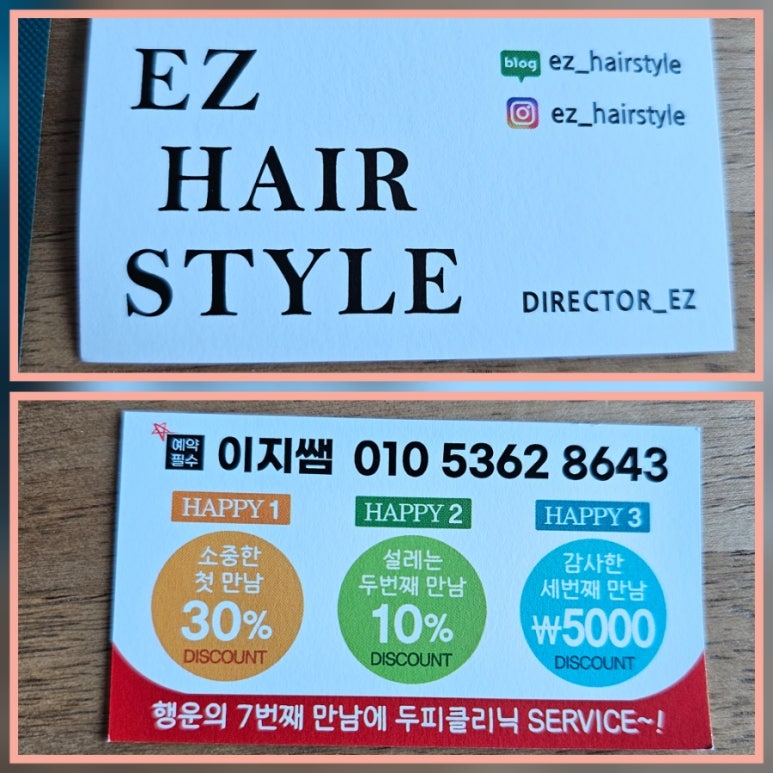 EZ
HAIR
STYLE
blog ez_hairstyle
ez_hairstyle
DIRECTOR_EZ
예약
필수
이지쌤 010 5362 8643
HAPPY 1
소중한
첫 만남
30%
DISCOUNT
HAPPY 2
설레는
두번째 만남
10%
DISCOUNT
HAPPY 3
감사한
세번째 만남
₩5000
DISCOUNT
행운의 7번째 만남에 두피클리닉 SERVICE~!